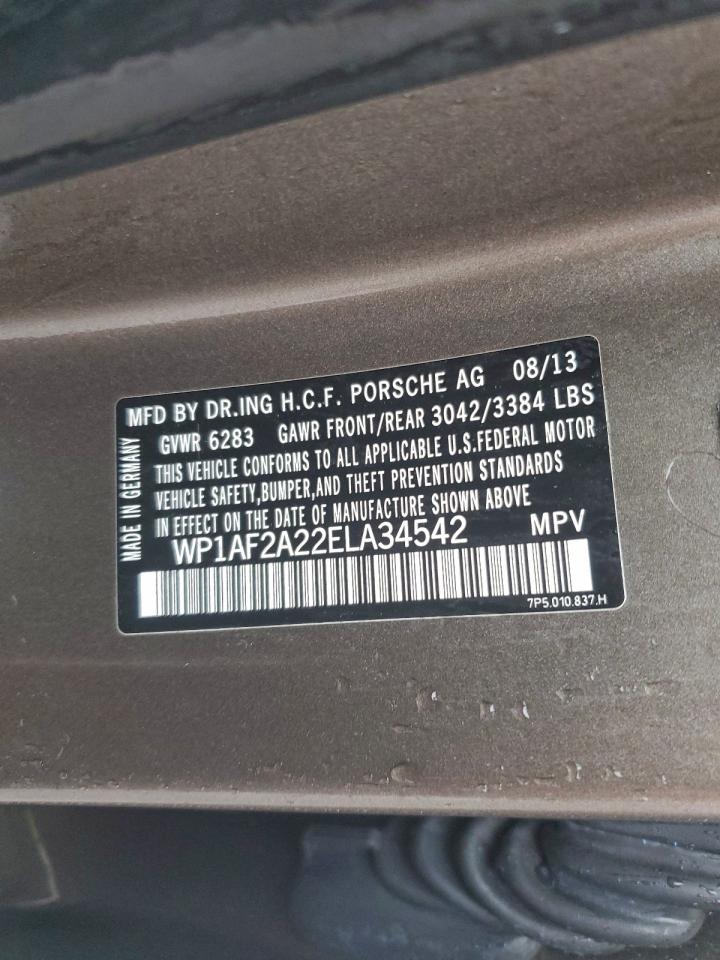 MFD BY DR.ING H.C.F. PORSCHE AG 08/13
GVWR 6283 GAWR FRONT/REAR 3042/3384 LBS
THIS VEHICLE CONFORMS TO ALL APPLICABLE U.S.FEDERAL MOTOR
VEHICLE SAFETY,BUMPER,AND THEFT PREVENTION STANDARDS
IN EFFECT ON THE DATE OF MANUFACTURE SHOWN ABOVE
WP1AF2A22ELA34542 MPV
7P5.010.837.H
MADE IN GERMANY